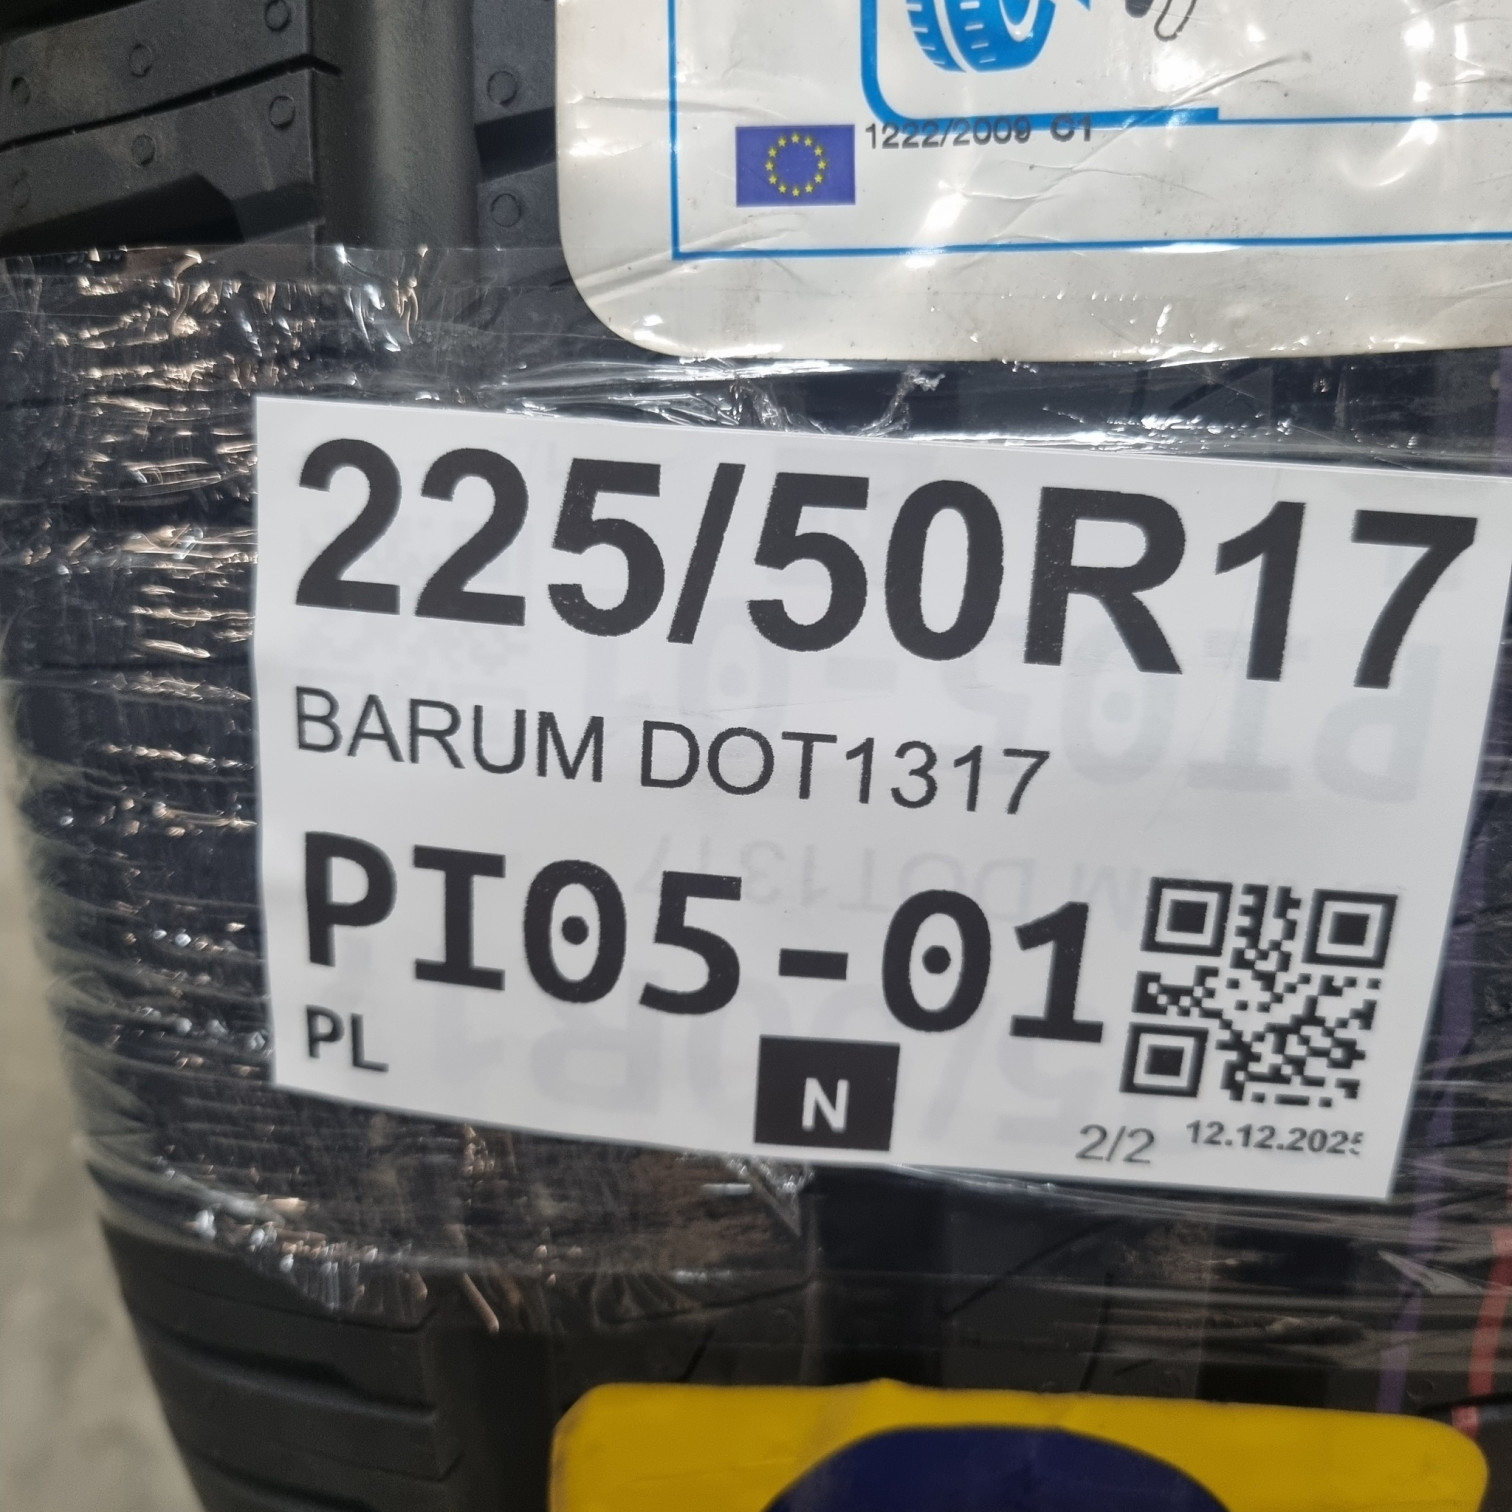 1222/2009 C1
225/50R17
BARUM DOT1317
PI05-01
PL
N
2/2 12.12.2025